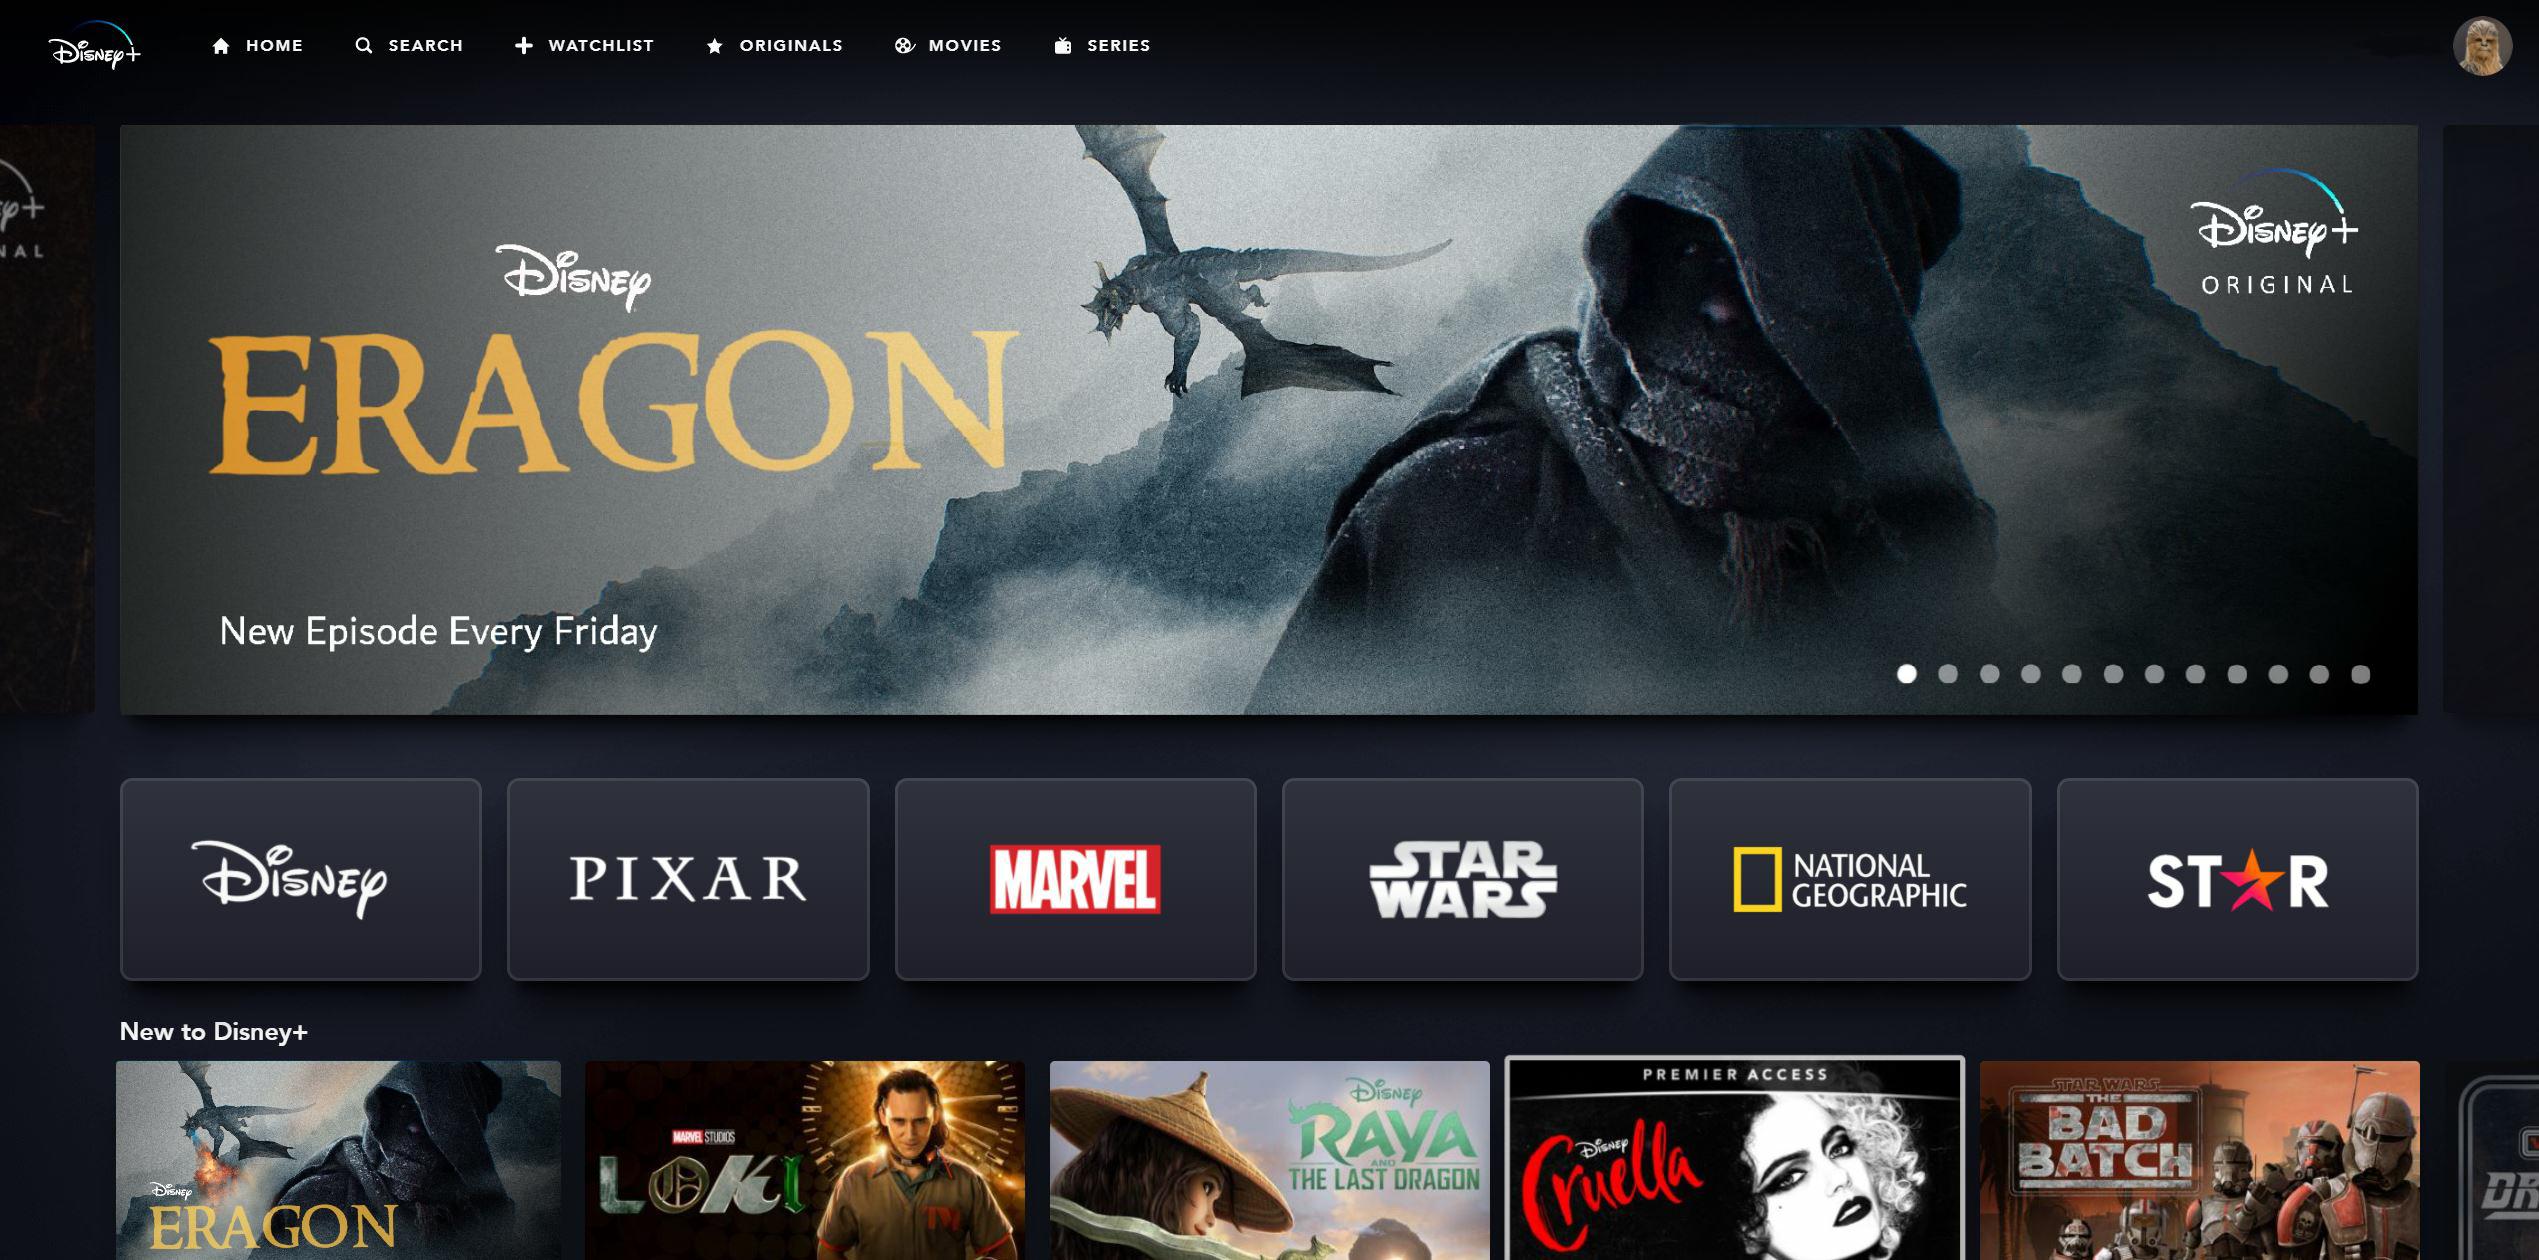 Disney+
HOME
SEARCH
WATCHLIST
ORIGINALS
MOVIES
SERIES
Disney
ERAGON
New Episode Every Friday
Disney+
ORIGINAL
Disney
PIXAR
MARVEL
STAR
WARS
NATIONAL
GEOGRAPHIC
STAR
New to Disney+
Disney
ERAGON
MARVEL STUDIOS
LOKI
Disney
RAYA
AND
THE LAST DRAGON
PREMIER ACCESS
Disney
Cruella
STAR WARS
THE
BAD
BATCH